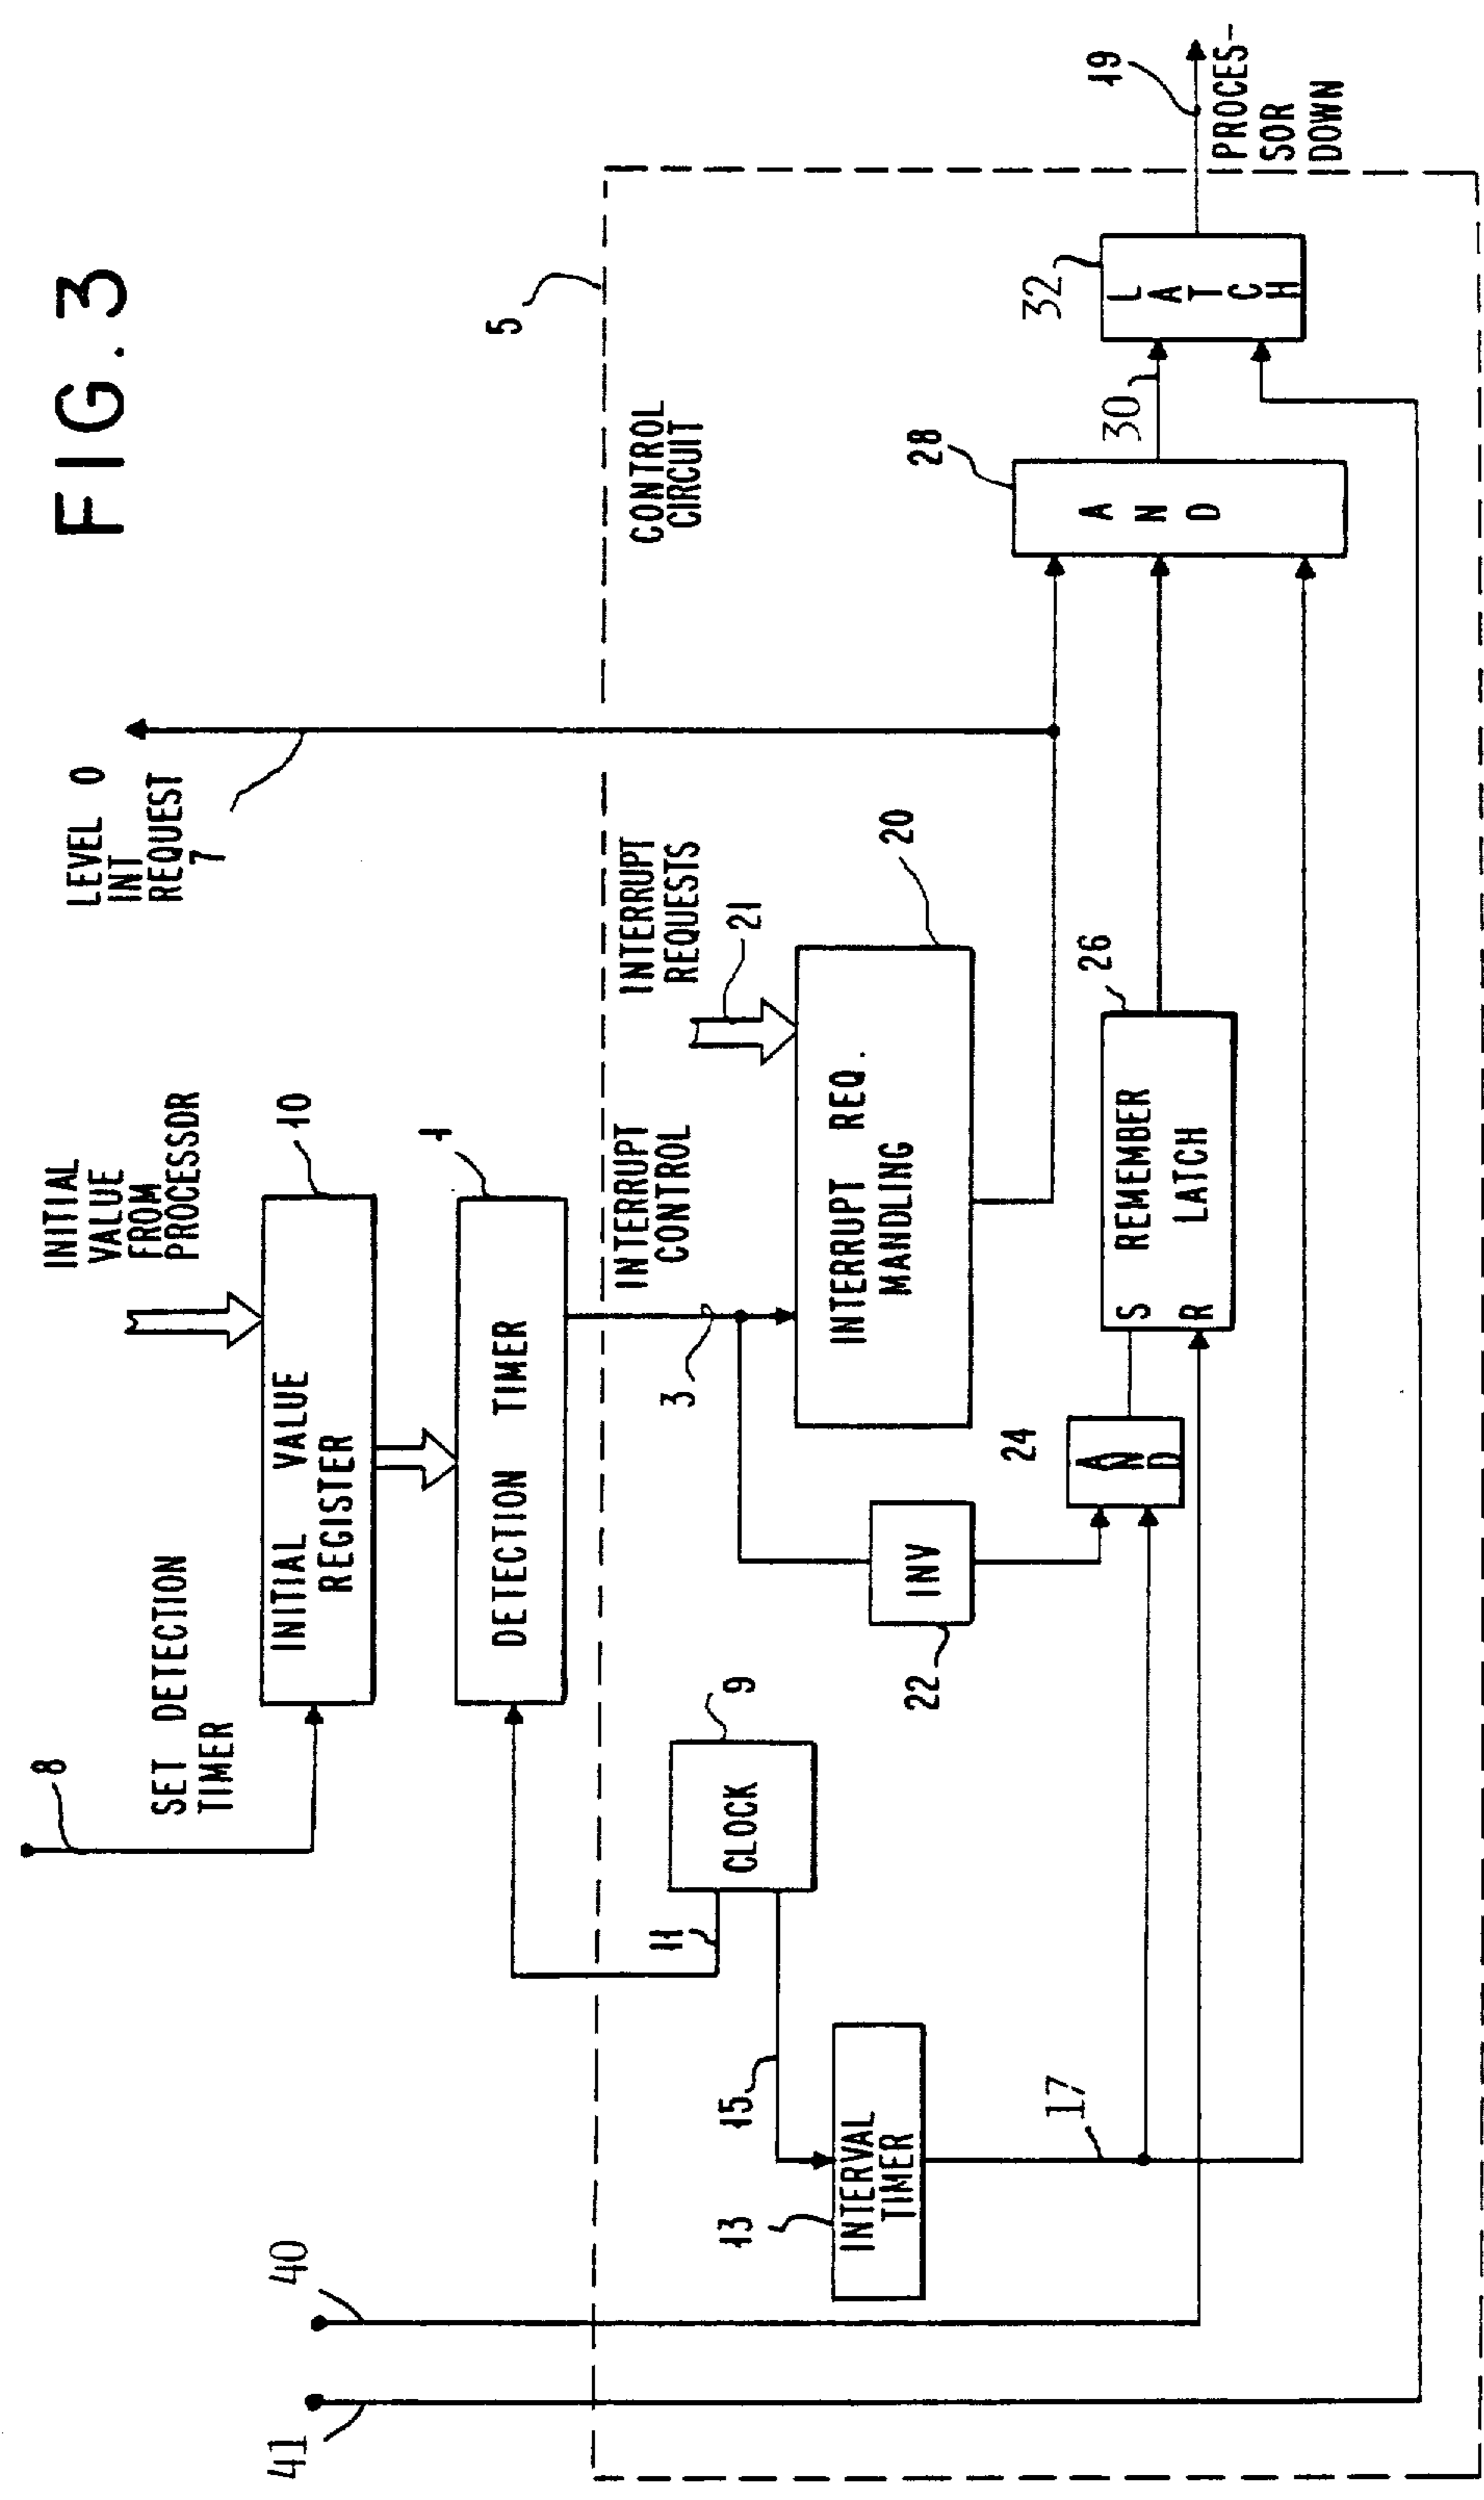 FIG. 3
8
SET DETECTION
TIMER
INITIAL
VALUE
FROM
PROCESSOR
LEVEL 0
INT
REQUEST
7
41
40
INITIAL VALUE
REGISTER
10
DETECTION TIMER
1
5
CONTROL
CIRCUIT
INTERRUPT
CONTROL
3
INTERRUPT
REQUESTS
21
11
CLOCK
9
15
13
INTERVAL
TIMER
INTERRUPT REQ.
MANDLING
20
INV
22
17
24
AND
S REMEMBER
R LATCH
26
28
AND
30
32
LATCH
19
PROCES-
SOR
DOWN